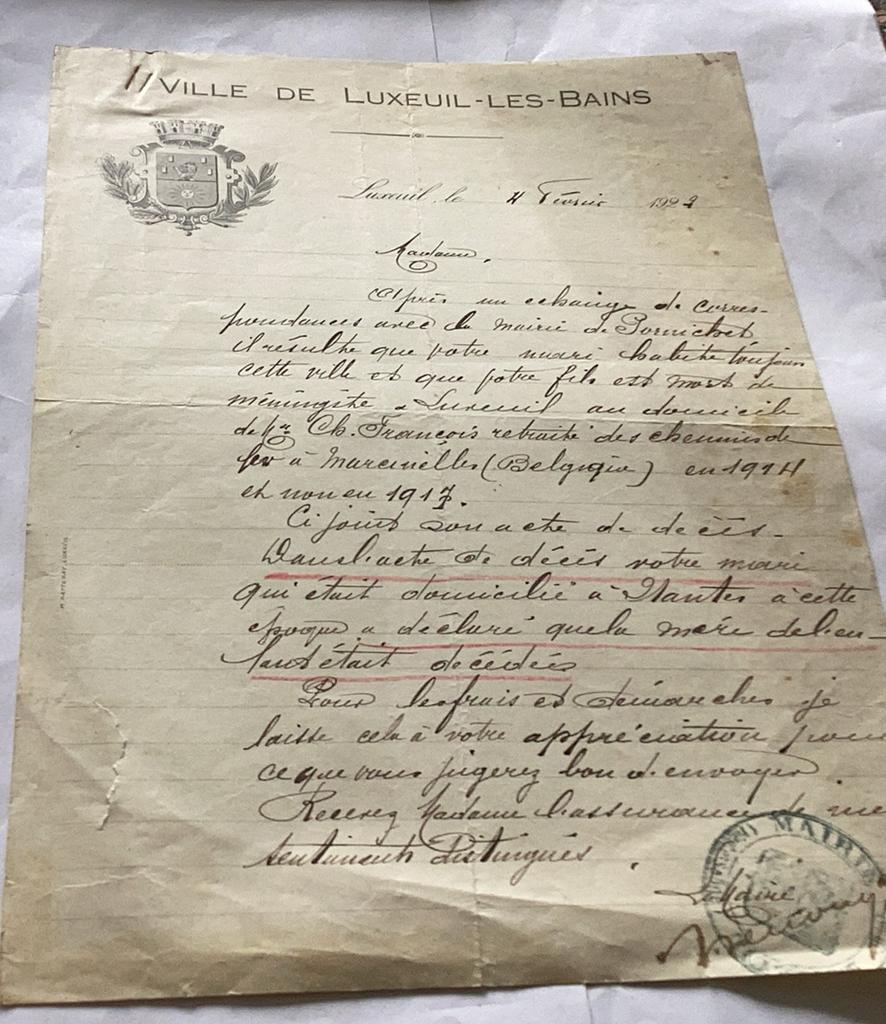 VILLE DE LUXEUIL-LES-BAINS
Luxeuil, le 4 Février 192
Madame,
Après un echange de corres-
pondances avec la mairie de Pornichet
il résulte que votre mari habite toujours
cette ville et que votre fils est mort de
méningite à Luxeuil au domicile
de Mr Ch. François retraité des chemins de
fer à Marcinelles (Belgique) en 1914
et non en 1917.
Ci joint son acte de décès.
Dans l'acte de décès votre mari
qui était domicilié à Nantes à cette
époque a déclaré que la mère de l'en-
fant était décédée
Pour les frais et démarches je
laisse cela à votre appréciation pour
ce que vous jugerez bon d'envoyer.
Recevez Madame l'assurance de me
sentiments distingués.
Le Maire
MAIRIE